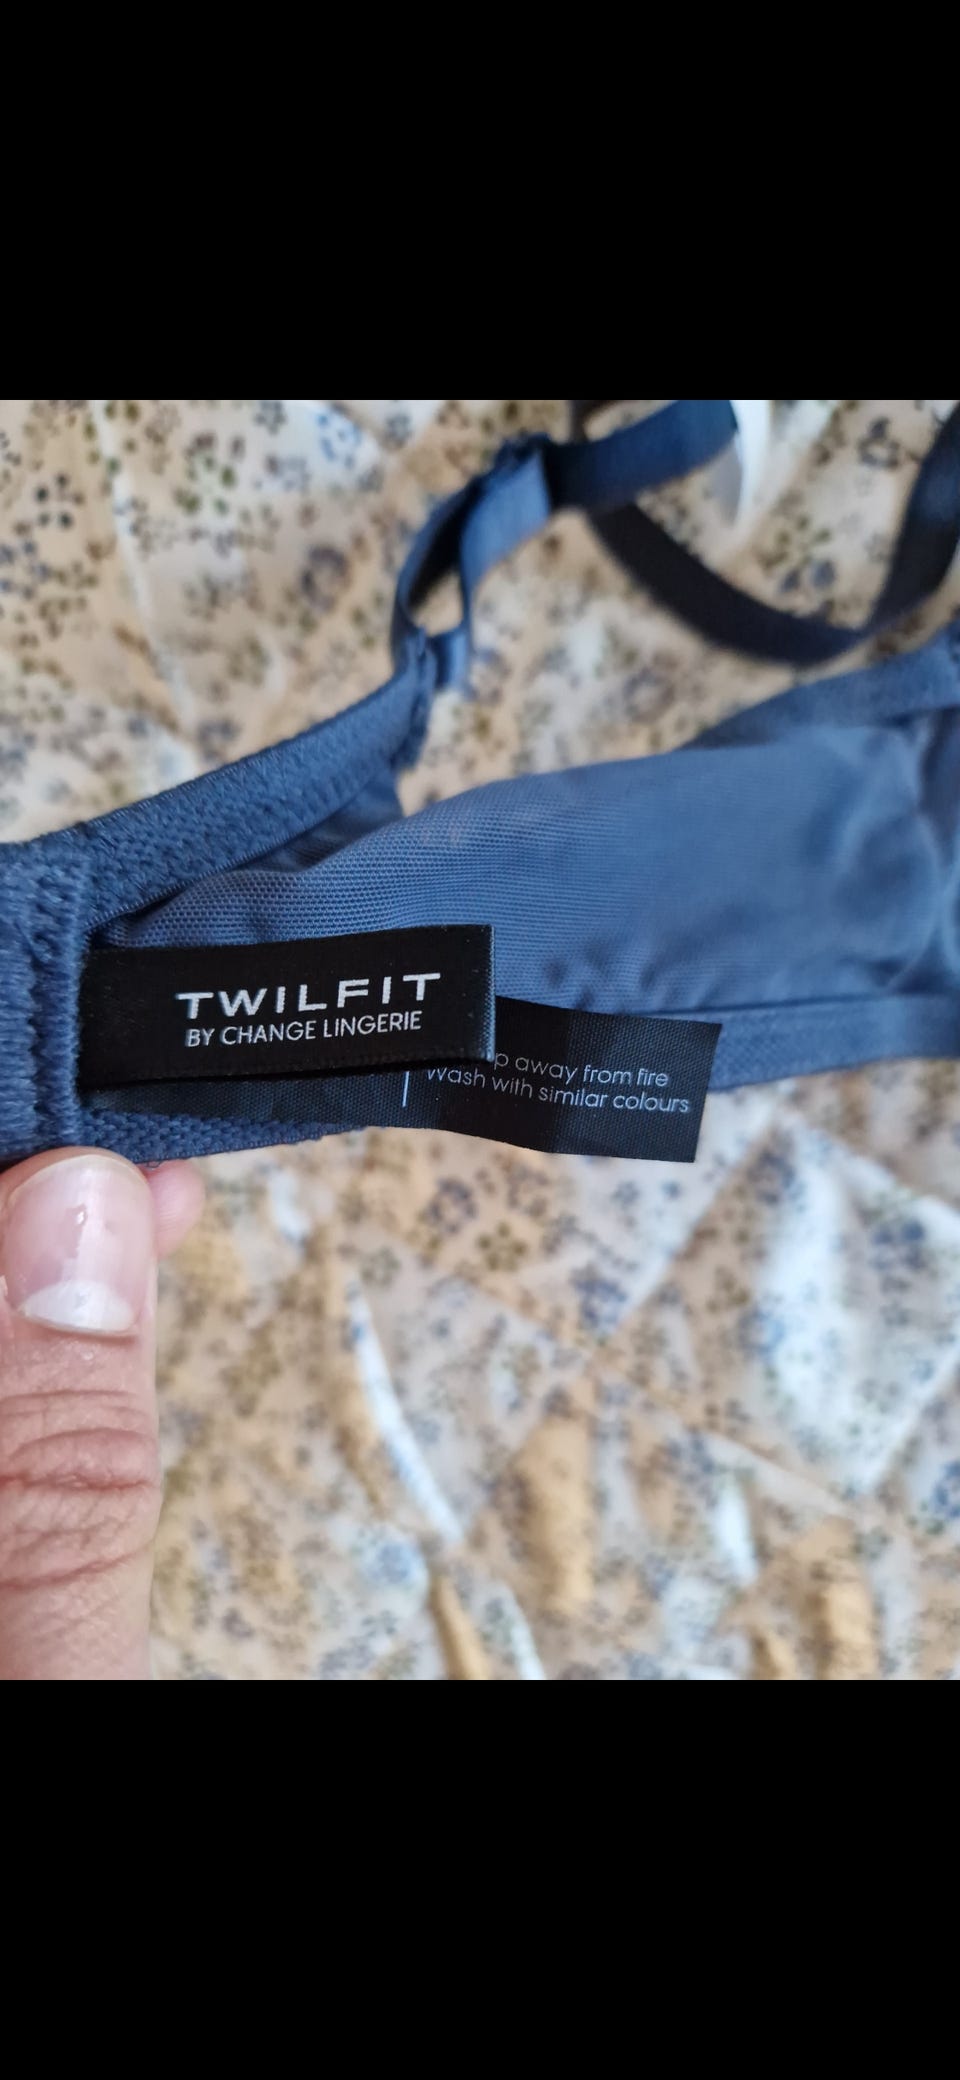 TWILFIT
BY CHANGE LINGERIE
away from fire
Wash with similar colours